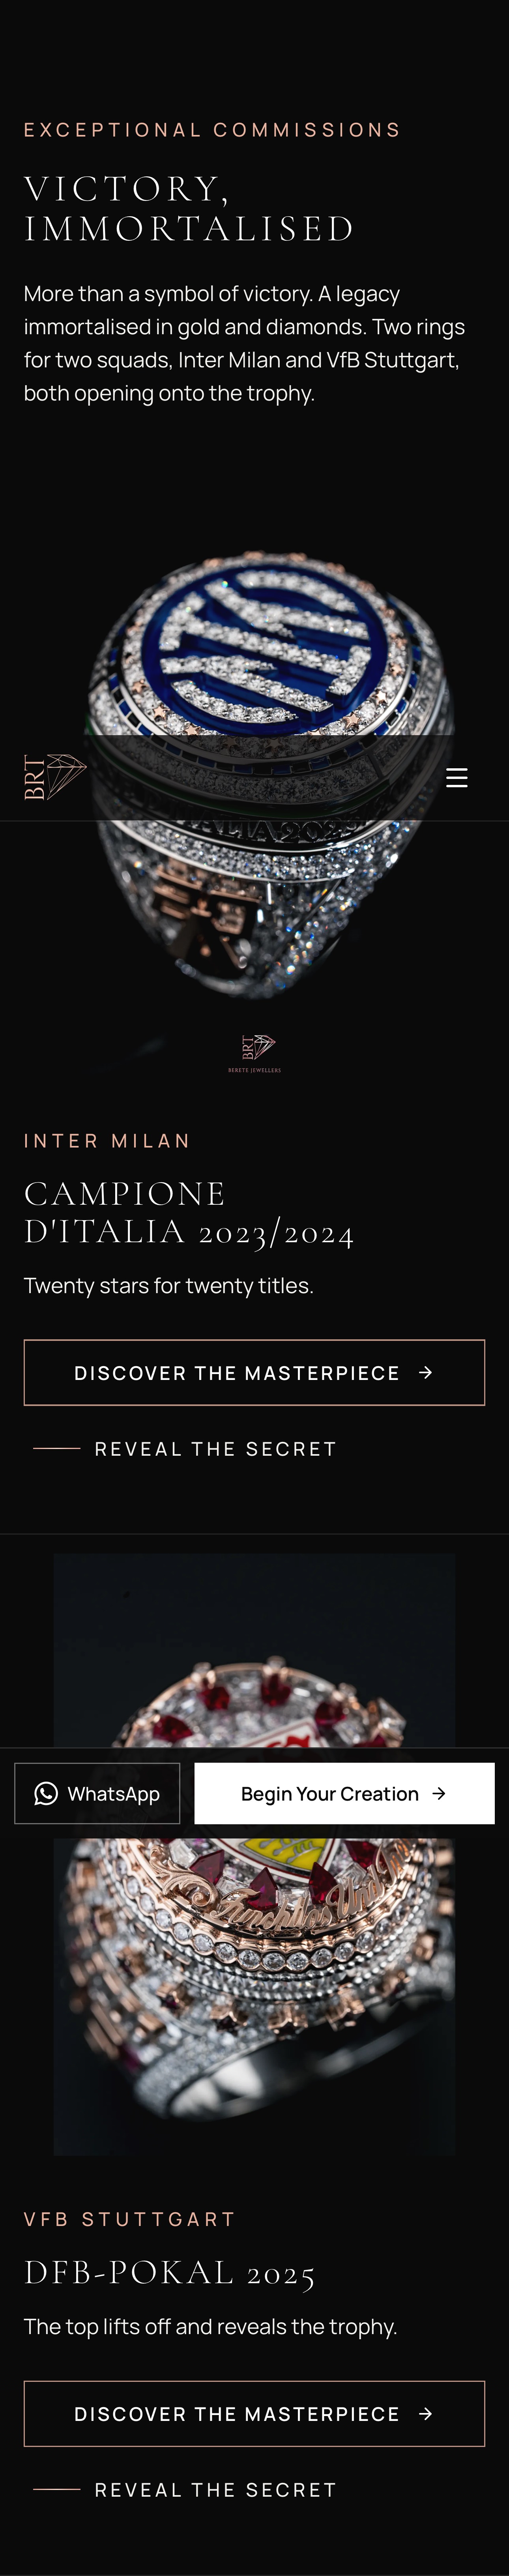 EXCEPTIONAL COMMISSIONS
VICTORY,
IMMORTALISED
More than a symbol of victory. A legacy
immortalised in gold and diamonds. Two rings
for two squads, Inter Milan and VfB Stuttgart,
both opening onto the trophy.
BRT
BRT
BERETE JEWELLERS
INTER MILAN
CAMPIONE
D'ITALIA 2023/2024
Twenty stars for twenty titles.
DISCOVER THE MASTERPIECE
REVEAL THE SECRET
WhatsApp
Begin Your Creation
VFB STUTTGART
DFB-POKAL 2025
The top lifts off and reveals the trophy.
DISCOVER THE MASTERPIECE
REVEAL THE SECRET